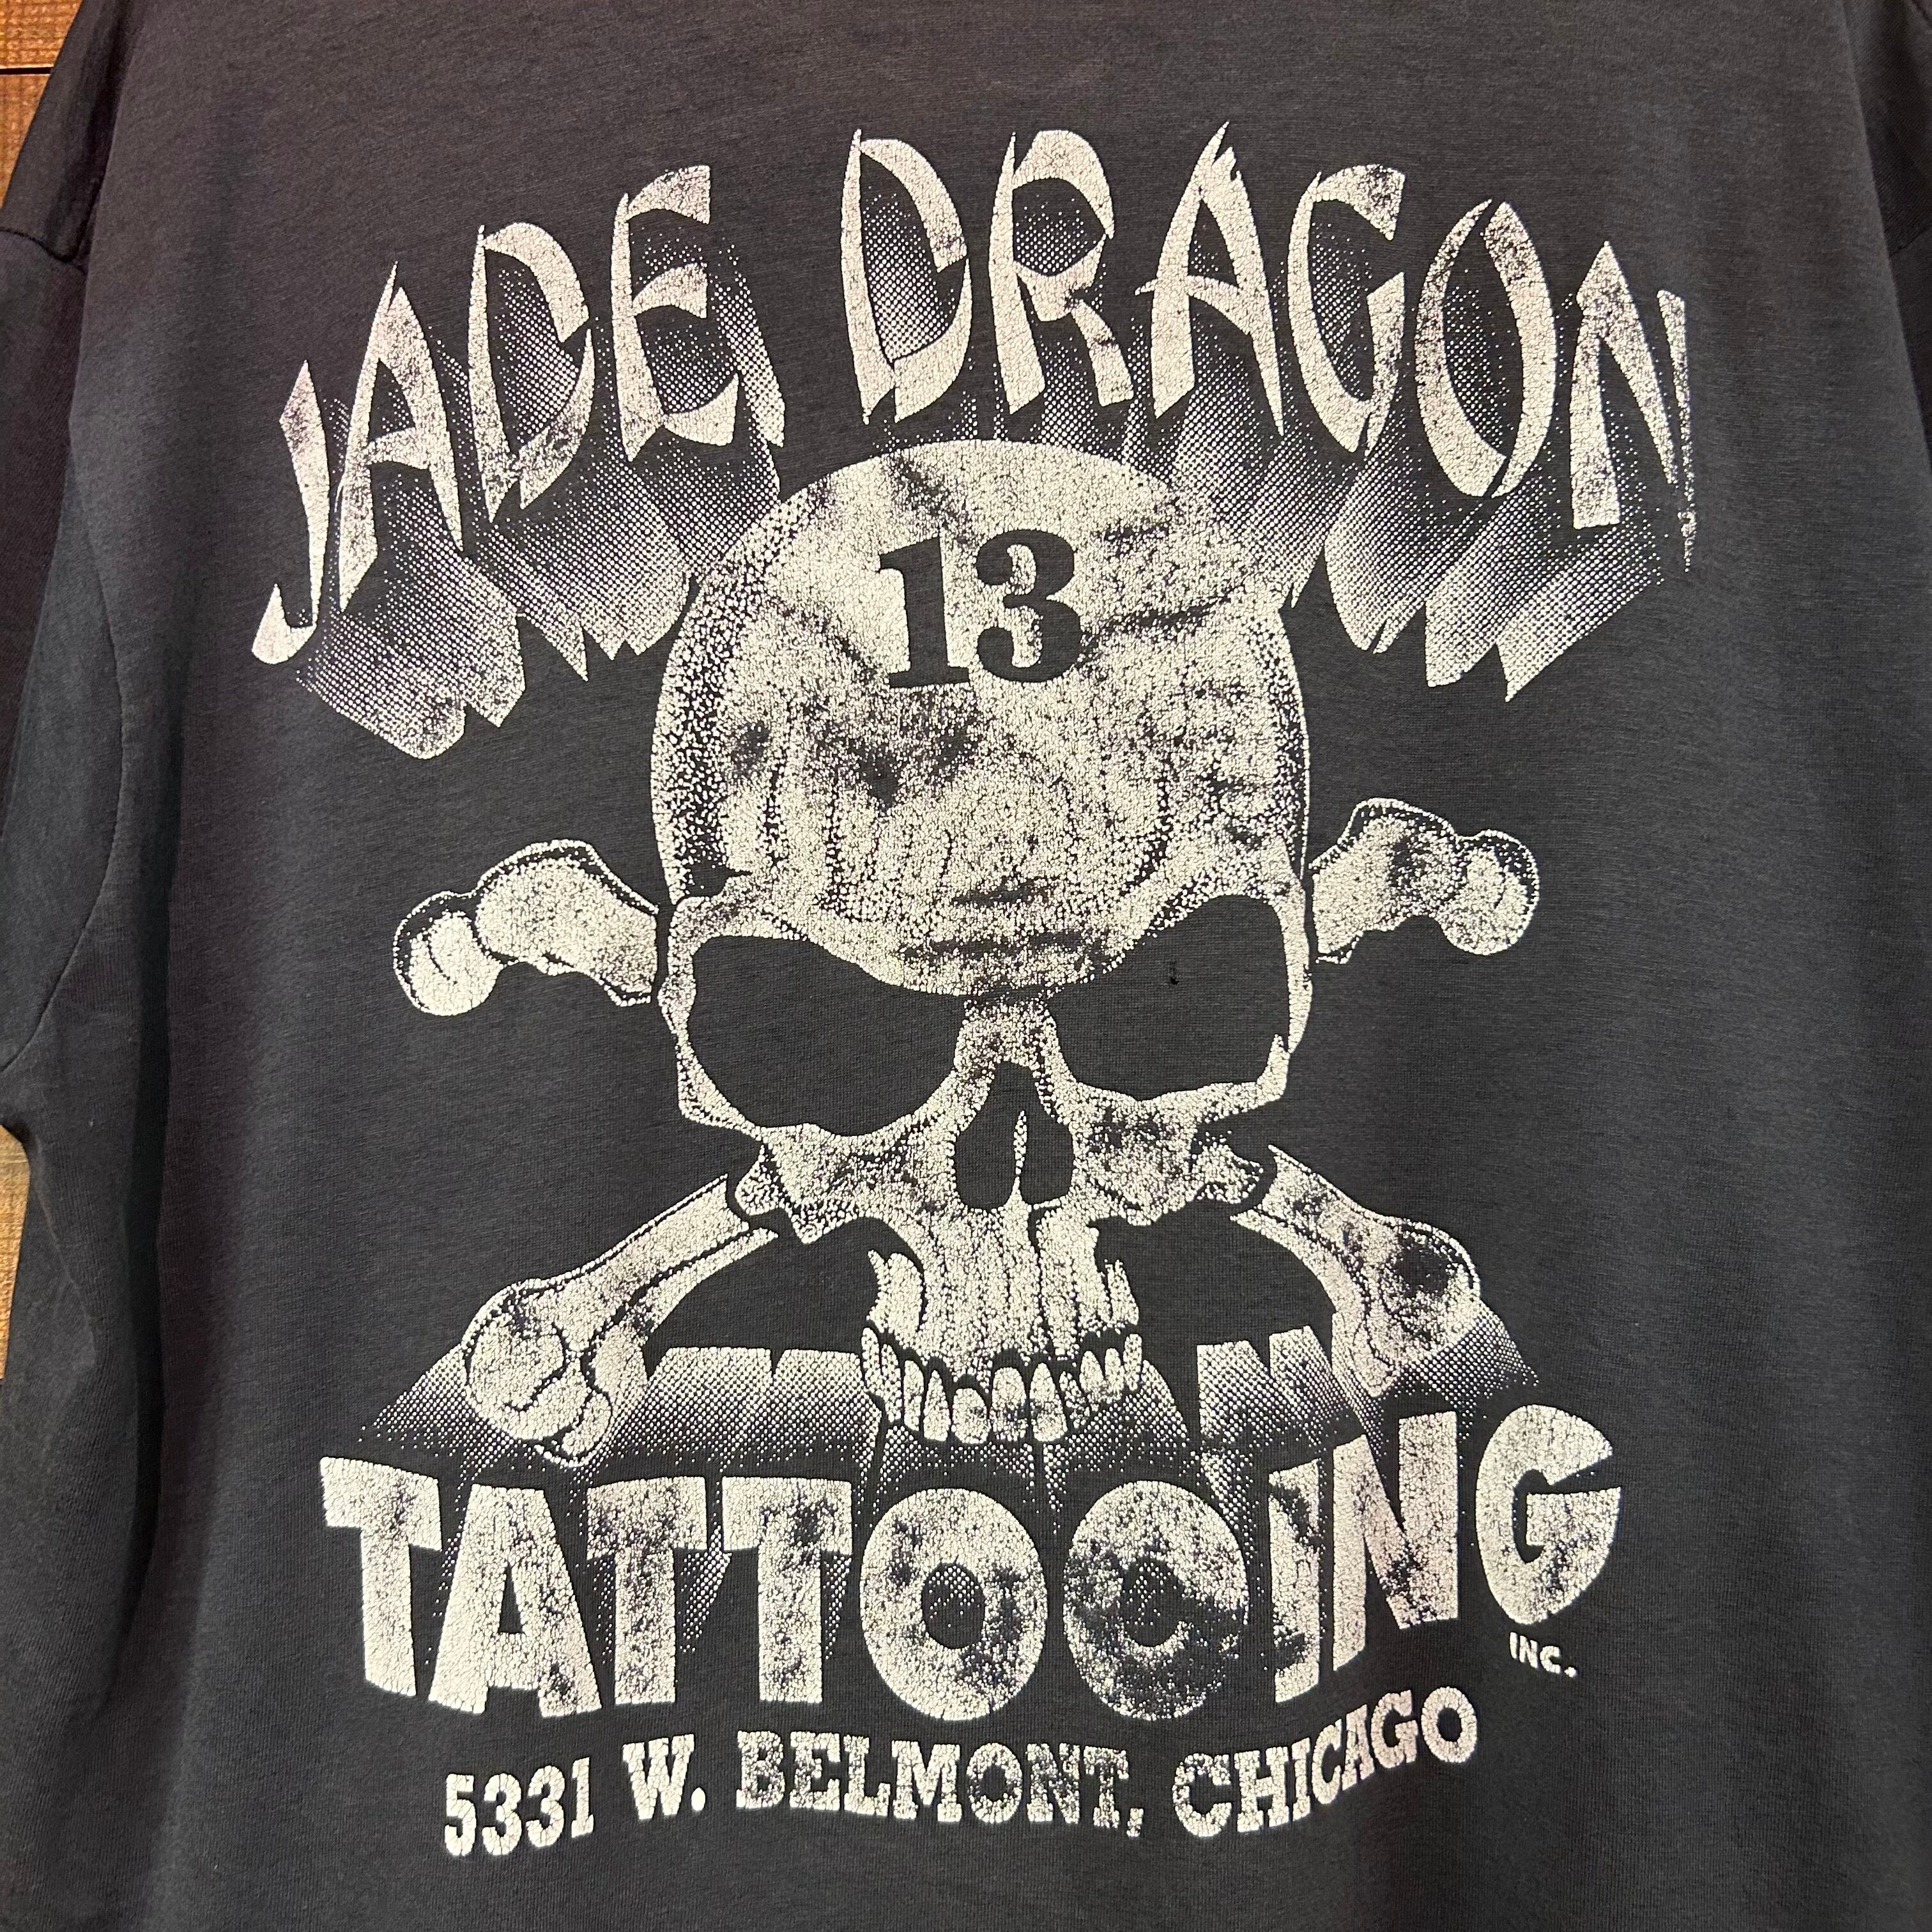 JADE DRAGON
13
TATTOOING
INC.
5331 W. BELMONT, CHICAGO